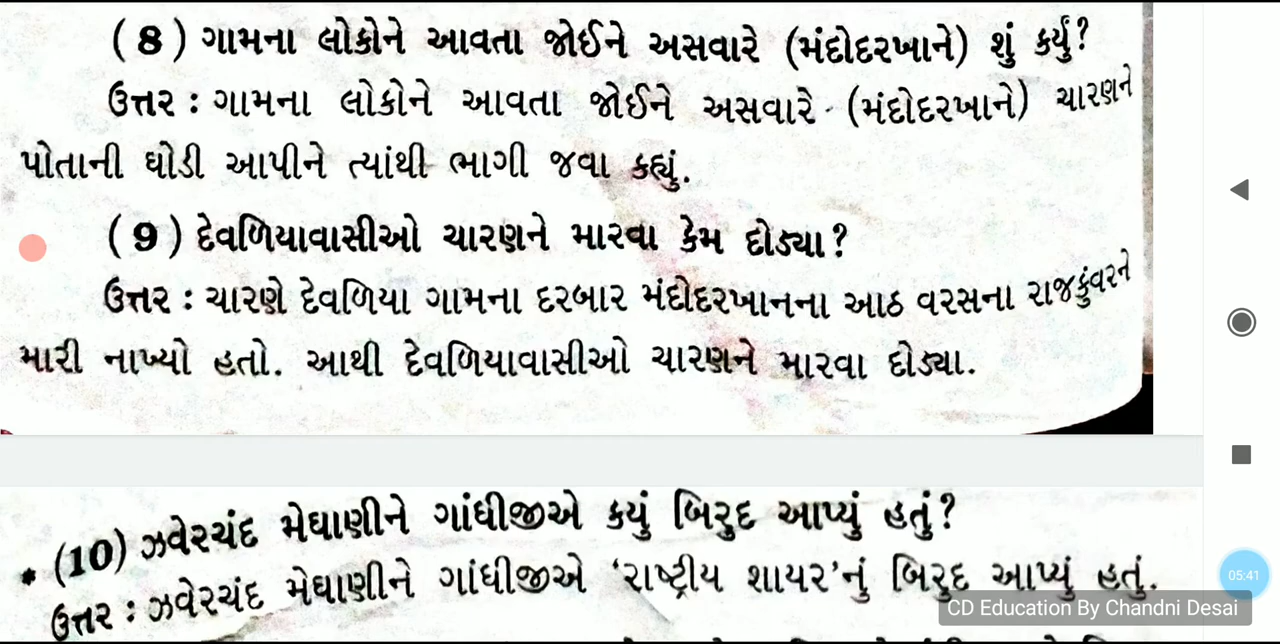 (8) ગામના લોકોને આવતા જોઈને અસવારે (મંદોદરખાને) શું કર્યું?
ઉત્તર : ગામના લોકોને આવતા જોઈને અસવારે (મંદોદરખાને) ચારણને
પોતાની ઘોડી આપીને ત્યાંથી ભાગી જવા કહ્યું.
(9) દેવળિયાવાસીઓ ચારણને મારવા કેમ દોડ્યા?
ઉત્તર : ચારણે દેવળિયા ગામના દરબાર મંદોદરખાનના આઠ વરસના રાજકુંવરને
મારી નાખ્યો હતો. આથી દેવળિયાવાસીઓ ચારણને મારવા દોડ્યા.
* (10) ઝવેરચંદ મેઘાણીને ગાંધીજીએ કયું બિરુદ આપ્યું હતું?
ઉત્તર : ઝવેરચંદ મેઘાણીને ગાંધીજીએ ‘રાષ્ટ્રીય શાયર’નું બિરુદ આપ્યું હતું.
05:41
CD Education By Chandni Desai